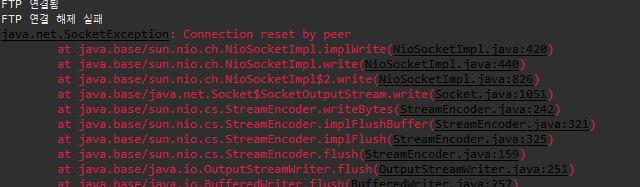 FTP 연결됨
FTP 연결 해제 실패
java.net.SocketException: Connection reset by peer
at java.base/sun.nio.ch.NioSocketImpl.implWrite(NioSocketImpl.java:420)
at java.base/sun.nio.ch.NioSocketImpl.write(NioSocketImpl.java:440)
at java.base/sun.nio.ch.NioSocketImpl$2.write(NioSocketImpl.java:826)
at java.base/java.net.Socket$SocketOutputStream.write(Socket.java:1051)
at java.base/sun.nio.cs.StreamEncoder.writeBytes(StreamEncoder.java:242)
at java.base/sun.nio.cs.StreamEncoder.implFlushBuffer(StreamEncoder.java:321)
at java.base/sun.nio.cs.StreamEncoder.implFlush(StreamEncoder.java:325)
at java.base/sun.nio.cs.StreamEncoder.flush(StreamEncoder.java:159)
at java.base/java.io.OutputStreamWriter.flush(OutputStreamWriter.java:251)
at java.base/java.io.BufferedWriter.flush(BufferedWriter.java:257)